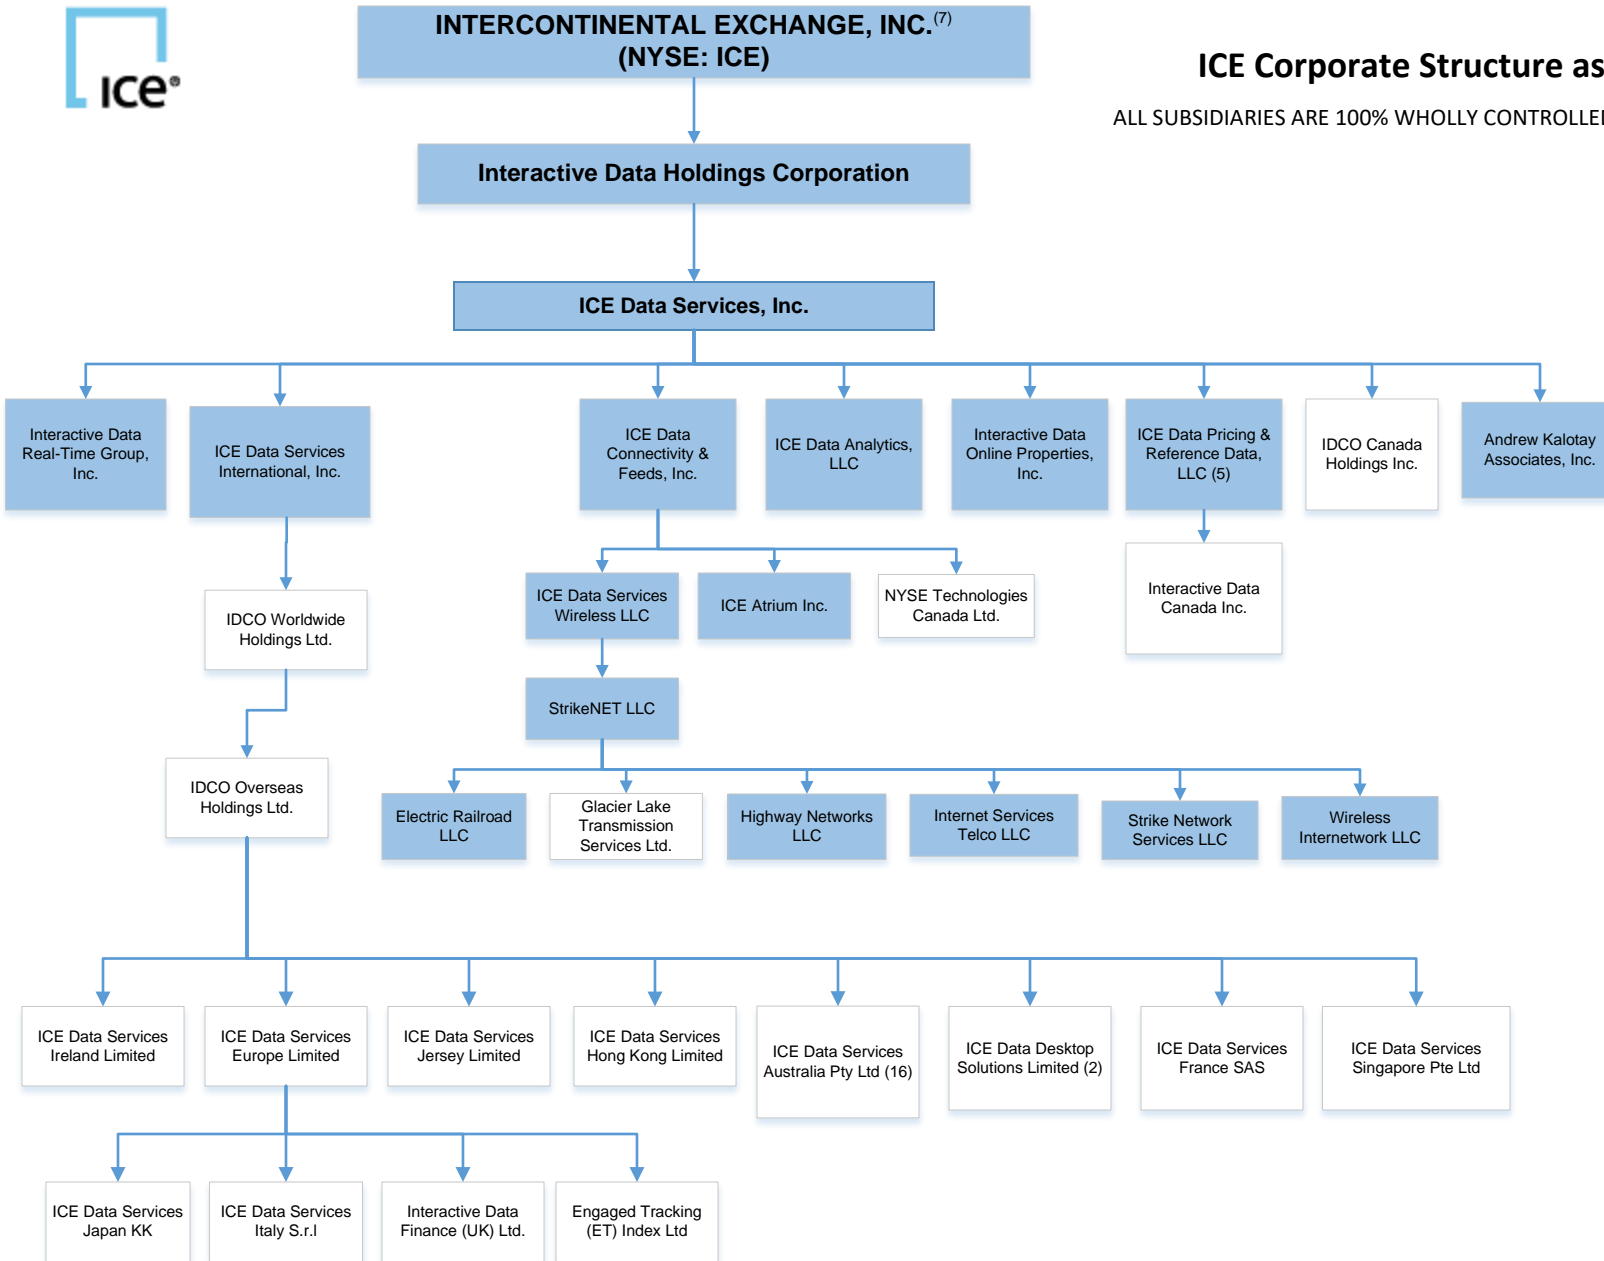 INTERCONTINENTAL EXCHANGE, INC.(7)
(NYSE: ICE)
ice®
ICE Corporate Structure as
ALL SUBSIDIARIES ARE 100% WHOLLY CONTROLLED
Interactive Data Holdings Corporation
ICE Data Services, Inc.
Interactive Data
Real-Time Group,
Inc.
ICE Data Services
International, Inc.
ICE Data
Connectivity &
Feeds, Inc.
ICE Data Analytics,
LLC
Interactive Data
Online Properties,
Inc.
ICE Data Pricing &
Reference Data,
LLC (5)
IDCO Canada
Holdings Inc.
Andrew Kalotay
Associates, Inc.
IDCO Worldwide
Holdings Ltd.
ICE Data Services
Wireless LLC
ICE Atrium Inc.
NYSE Technologies
Canada Ltd.
Interactive Data
Canada Inc.
StrikeNET LLC
IDCO Overseas
Holdings Ltd.
Electric Railroad
LLC
Glacier Lake
Transmission
Services Ltd.
Highway Networks
LLC
Internet Services
Telco LLC
Strike Network
Services LLC
Wireless
Internetwork LLC
ICE Data Services
Ireland Limited
ICE Data Services
Europe Limited
ICE Data Services
Jersey Limited
ICE Data Services
Hong Kong Limited
ICE Data Services
Australia Pty Ltd (16)
ICE Data Desktop
Solutions Limited (2)
ICE Data Services
France SAS
ICE Data Services
Singapore Pte Ltd
ICE Data Services
Japan KK
ICE Data Services
Italy S.r.l
Interactive Data
Finance (UK) Ltd.
Engaged Tracking
(ET) Index Ltd